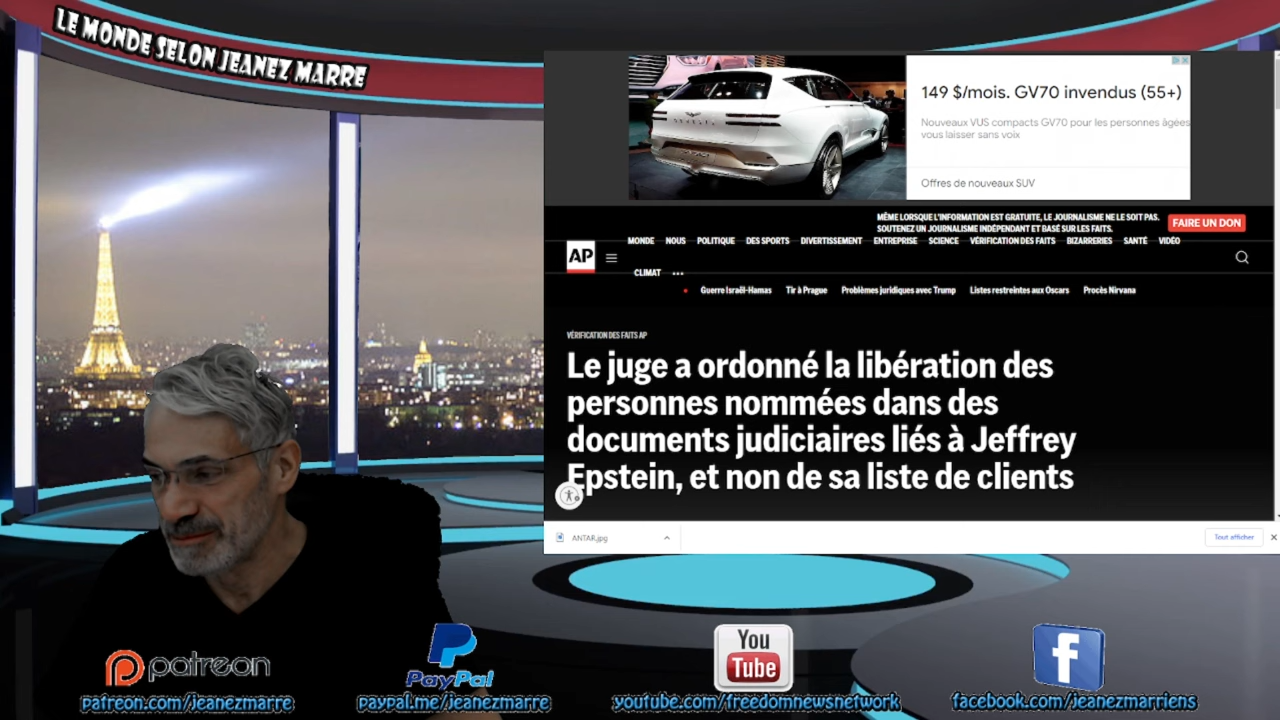 LE MONDE SELON JEANEZ MARRE
149 $/mois. GV70 invendus (55+)
Nouveaux VUS compacts GV70 pour les personnes âgées
vous laisser sans voix
Offres de nouveaux SUV
MÊME LORSQUE L'INFORMATION EST GRATUITE, LE JOURNALISME NE LE SOIT PAS.
SOUTENEZ UN JOURNALISME INDÉPENDANT ET BASÉ SUR LES FAITS.
FAIRE UN DON
AP
MONDE NOUS POLITIQUE DES SPORTS DIVERTISSEMENT ENTREPRISE SCIENCE VÉRIFICATION DES FAITS BIZARRERIES SANTÉ VIDÉO
CLIMAT ...
Guerre Israël-Hamas Tir à Prague Problèmes juridiques avec Trump Listes restreintes aux Oscars Procès Nirvana
VÉRIFICATION DES FAITS AP
Le juge a ordonné la libération des
personnes nommées dans des
documents judiciaires liés à Jeffrey
Epstein, et non de sa liste de clients
ANTAR.jpg
Tout afficher
patreon
PayPal
You
Tube
f
patreon.com/jeanezmarre
paypal.me/jeanezmarre
youtube.com/freedomnewsnetwork
facebook.com/jeanezmarriens